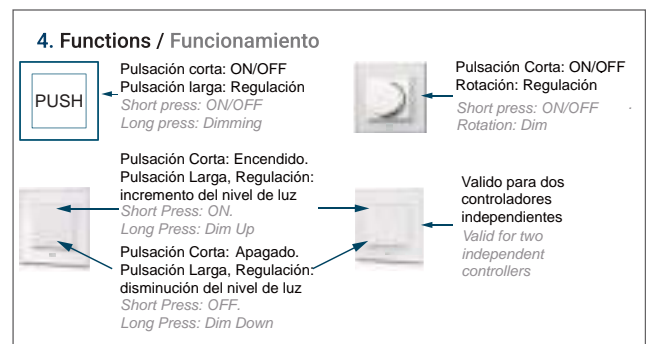 4. Functions / Funcionamiento
PUSH
Pulsación corta: ON/OFF
Pulsación larga: Regulación
Short press: ON/OFF
Long press: Dimming
Pulsación Corta: ON/OFF
Rotación: Regulación
Short press: ON/OFF
Rotation: Dim
Pulsación Corta: Encendido.
Pulsación Larga, Regulación:
incremento del nivel de luz
Short Press: ON.
Long Press: Dim Up
Pulsación Corta: Apagado.
Pulsación Larga, Regulación:
disminución del nivel de luz
Short Press: OFF.
Long Press: Dim Down
Valido para dos
controladores
independientes
Valid for two
independent
controllers